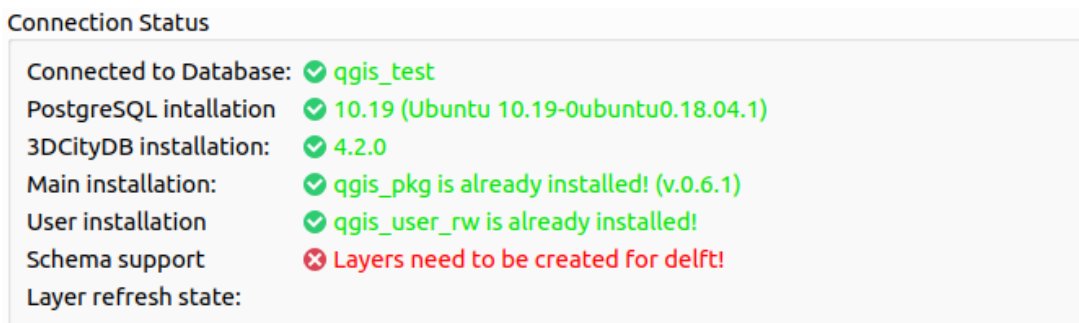 Connection Status
Connected to Database: qgis_test
PostgreSQL intallation 10.19 (Ubuntu 10.19-0ubuntu0.18.04.1)
3DCityDB installation: 4.2.0
Main installation: qgis_pkg is already installed! (v.0.6.1)
User installation qgis_user_rw is already installed!
Schema support Layers need to be created for delft!
Layer refresh state: